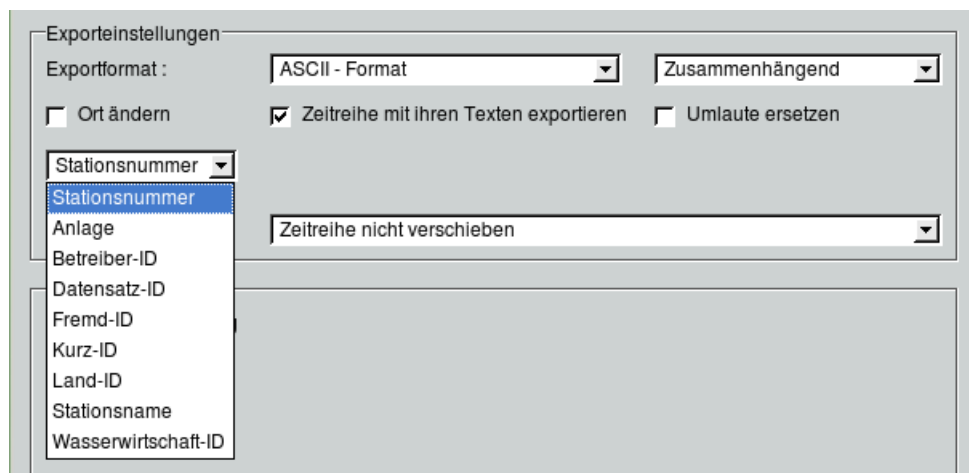 Exporteinstellungen
Exportformat :
ASCII - Format
Zusammenhängend
Ort ändern
Zeitreihe mit ihren Texten exportieren
Umlaute ersetzen
Stationsnummer
Stationsnummer
Anlage
Zeitreihe nicht verschieben
Betreiber-ID
Datensatz-ID
Fremd-ID
Kurz-ID
Land-ID
Stationsname
Wasserwirtschaft-ID